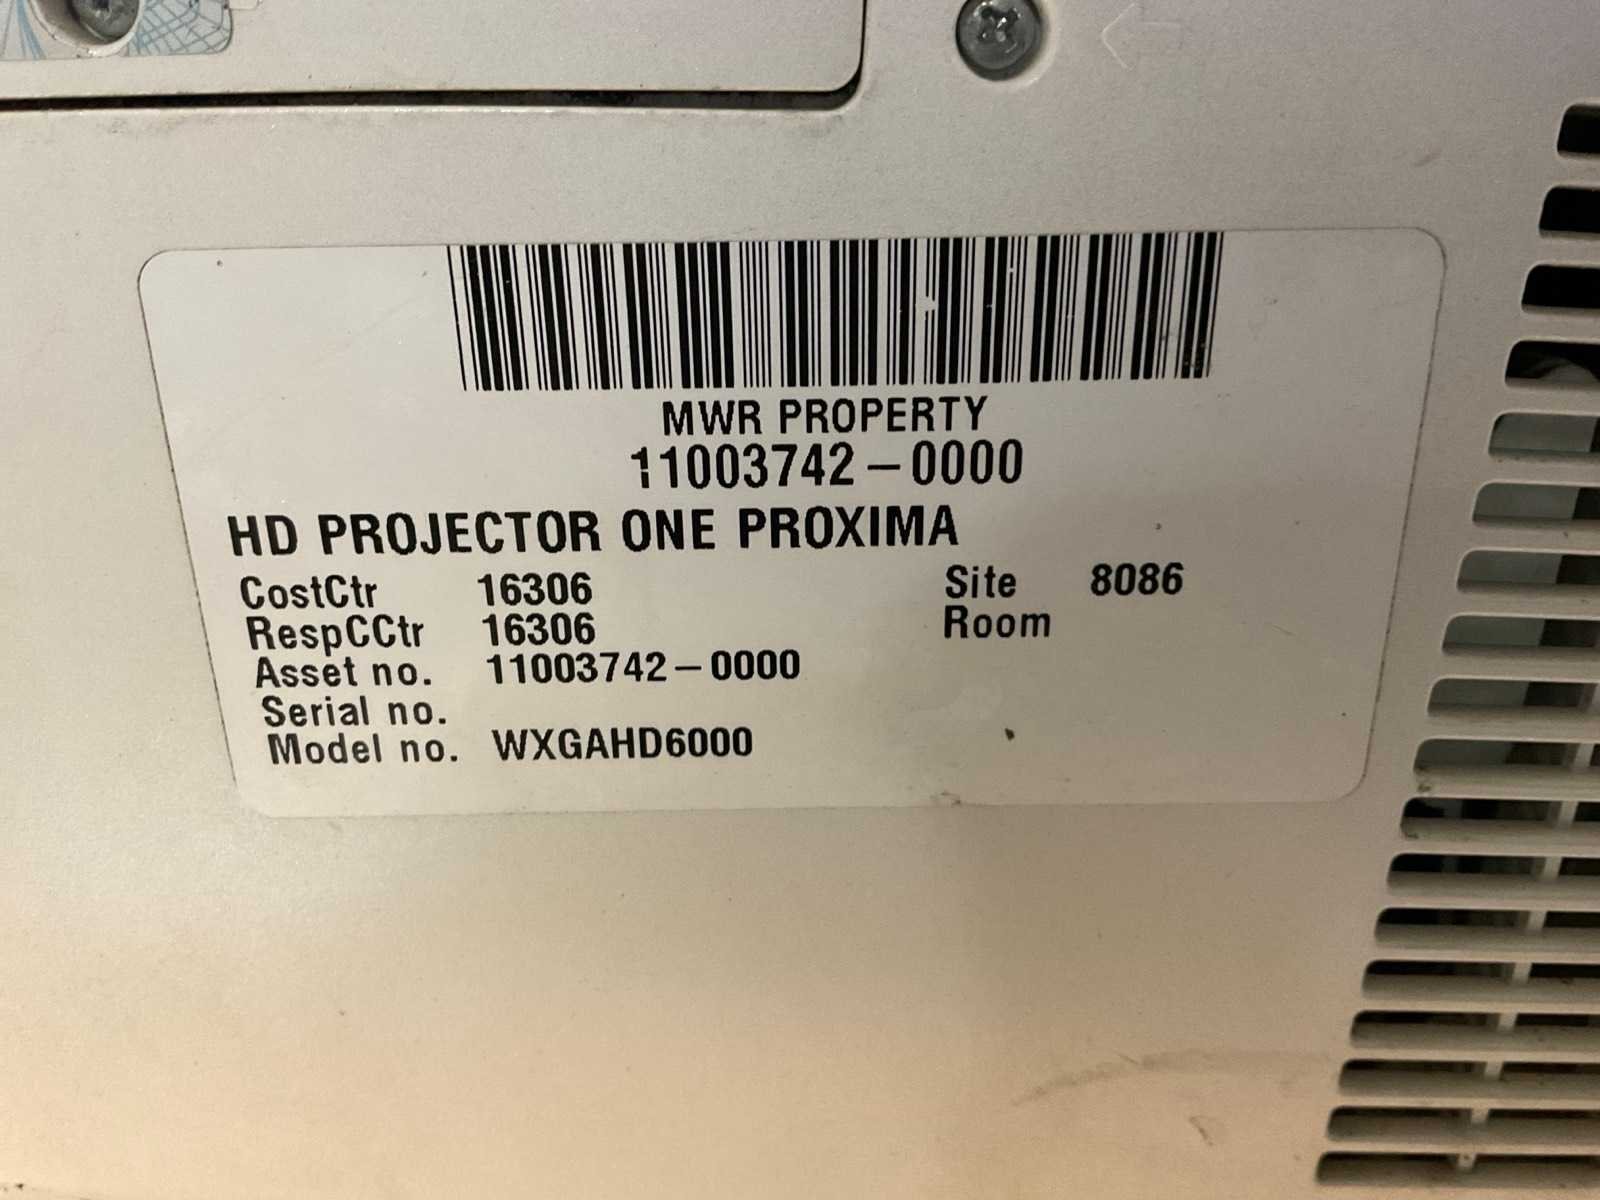 MWR PROPERTY
11003742-0000
HD PROJECTOR ONE PROXIMA
CostCtr 16306 Site 8086
RespCCtr 16306 Room
Asset no. 11003742-0000
Serial no.
Model no. WXGAHD6000